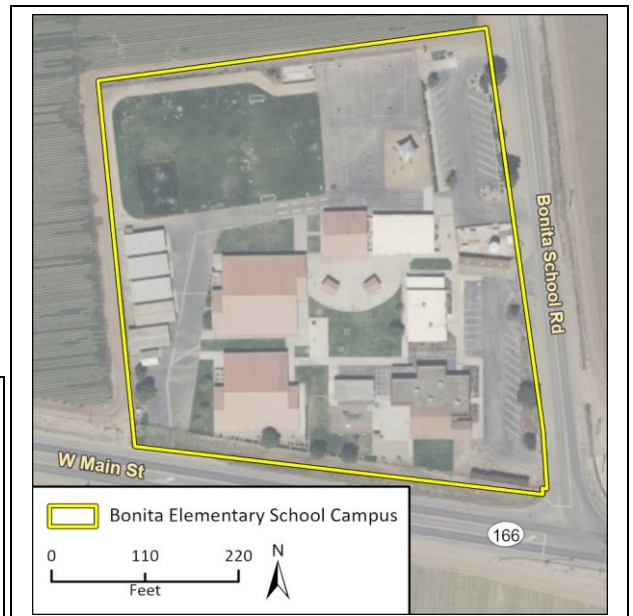 Bonita School Rd
W Main St
166
Bonita Elementary School Campus
0 110 220
Feet
N